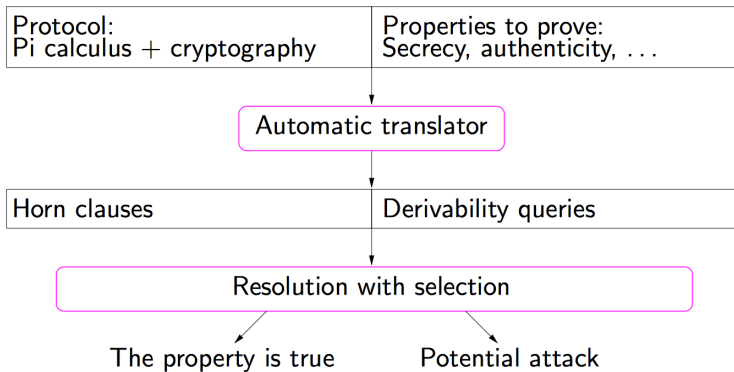 Protocol:
Pi calculus + cryptography
Properties to prove:
Secrecy, authenticity, ...
Automatic translator
Horn clauses
Derivability queries
Resolution with selection
The property is true
Potential attack